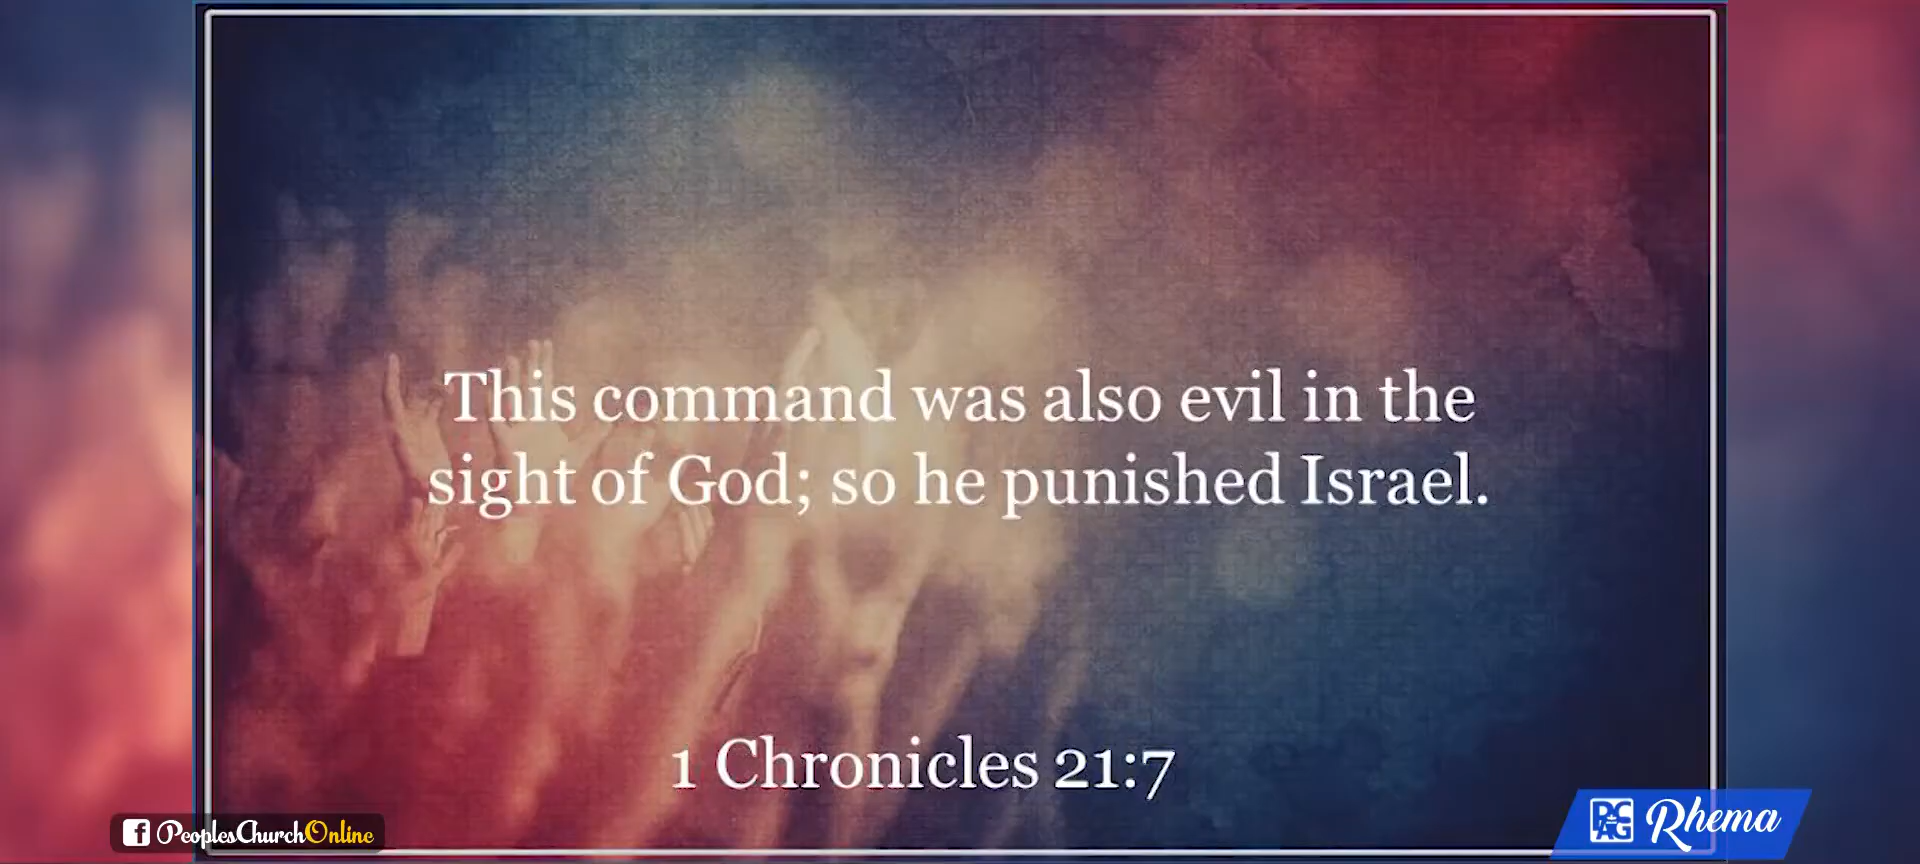 This command was also evil in the
sight of God; so he punished Israel.
1 Chronicles 21:7
PeoplesChurchOnline
PCAG Rhema